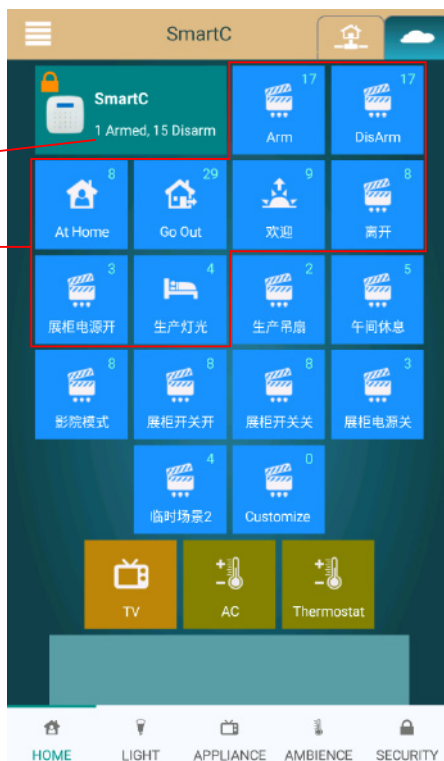 SmartC
SmartC
1 Armed, 15 Disarm
17
Arm
17
DisArm
8
At Home
29
Go Out
9
欢迎
8
离开
3
展柜电源开
4
生产灯光
2
生产吊扇
5
午间休息
8
影院模式
8
展柜开关开
8
展柜开关关
3
展柜电源关
4
临时场景2
0
Customize
TV
AC
Thermostat
HOME
LIGHT
APPLIANCE
AMBIENCE
SECURITY